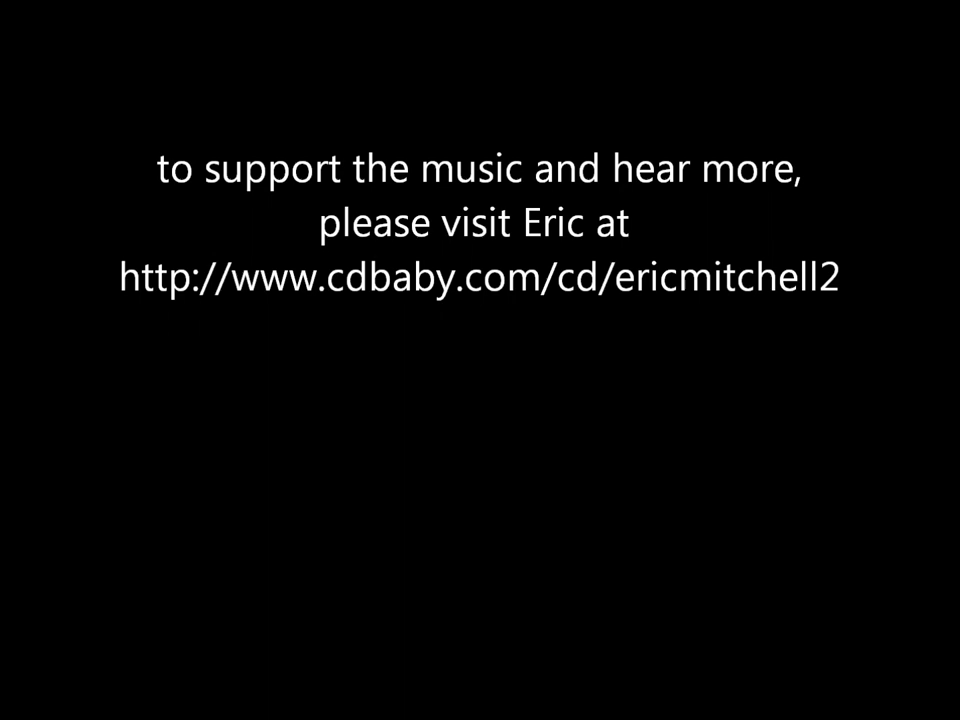 to support the music and hear more,
please visit Eric at
http://www.cdbaby.com/cd/ericmitchell2